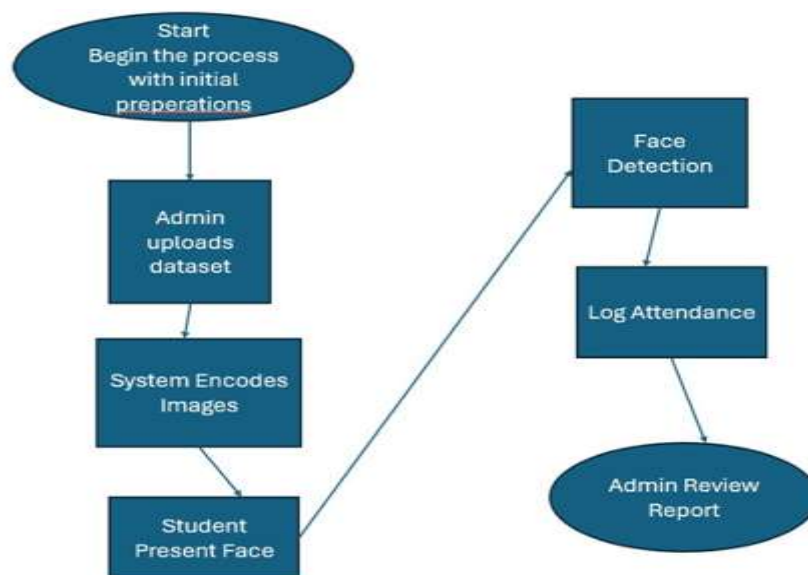 Start
Begin the process
with initial
preperations
Admin
uploads
dataset
System Encodes
Images
Student
Present Face
Face
Detection
Log Attendance
Admin Review
Report